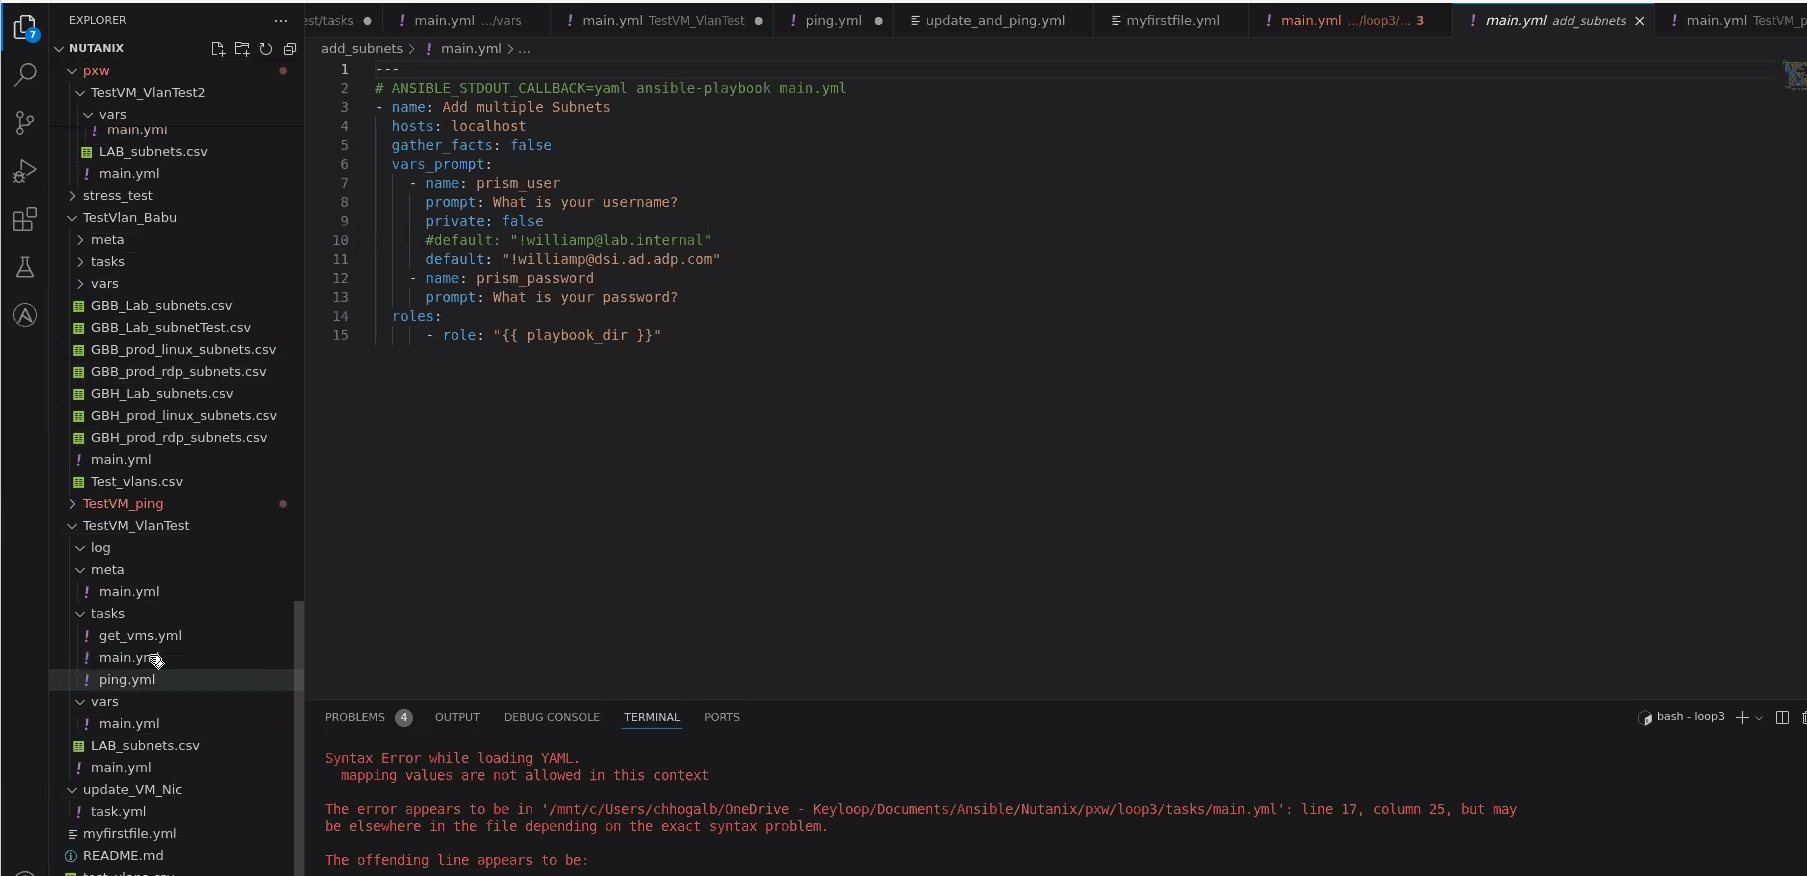 EXPLORER
NUTANIX
7
pxw
TestVM_VlanTest2
vars
main.yml
LAB_subnets.csv
main.yml
stress_test
TestVlan_Babu
meta
tasks
vars
GBB_Lab_subnets.csv
GBB_Lab_subnetTest.csv
GBB_prod_linux_subnets.csv
GBB_prod_rdp_subnets.csv
GBH_Lab_subnets.csv
GBH_prod_linux_subnets.csv
GBH_prod_rdp_subnets.csv
main.yml
Test_vlans.csv
TestVM_ping
TestVM_VlanTest
log
meta
main.yml
tasks
get_vms.yml
ping.yml
vars
main.yml
LAB_subnets.csv
main.yml
update_VM_Nic
task.yml
myfirstfile.yml
README.md
est/tasks main.yml .../vars main.yml TestVM_VlanTest ping.yml update_and_ping.yml myfirstfile.yml main.yml .../loop3/... 3 main.yml add_subnets main.yml TestVM_p
add_subnets > main.yml > ...
1 ---
2 # ANSIBLE_STDOUT_CALLBACK=yaml ansible-playbook main.yml
3 - name: Add multiple Subnets
4 hosts: localhost
5 gather_facts: false
6 vars_prompt:
7 - name: prism_user
8 prompt: What is your username?
9 private: false
10 #default: "!williamp@lab.internal"
11 default: "!williamp@dsi.ad.adp.com"
12 - name: prism_password
13 prompt: What is your password?
14 roles:
15 - role: "{{ playbook_dir }}"
PROBLEMS 4 OUTPUT DEBUG CONSOLE TERMINAL PORTS bash - loop3
Syntax Error while loading YAML.
mapping values are not allowed in this context
The error appears to be in '/mnt/c/Users/chhogalb/OneDrive - Keyloop/Documents/Ansible/Nutanix/pxw/loop3/tasks/main.yml': line 17, column 25, but may
be elsewhere in the file depending on the exact syntax problem.
The offending line appears to be: